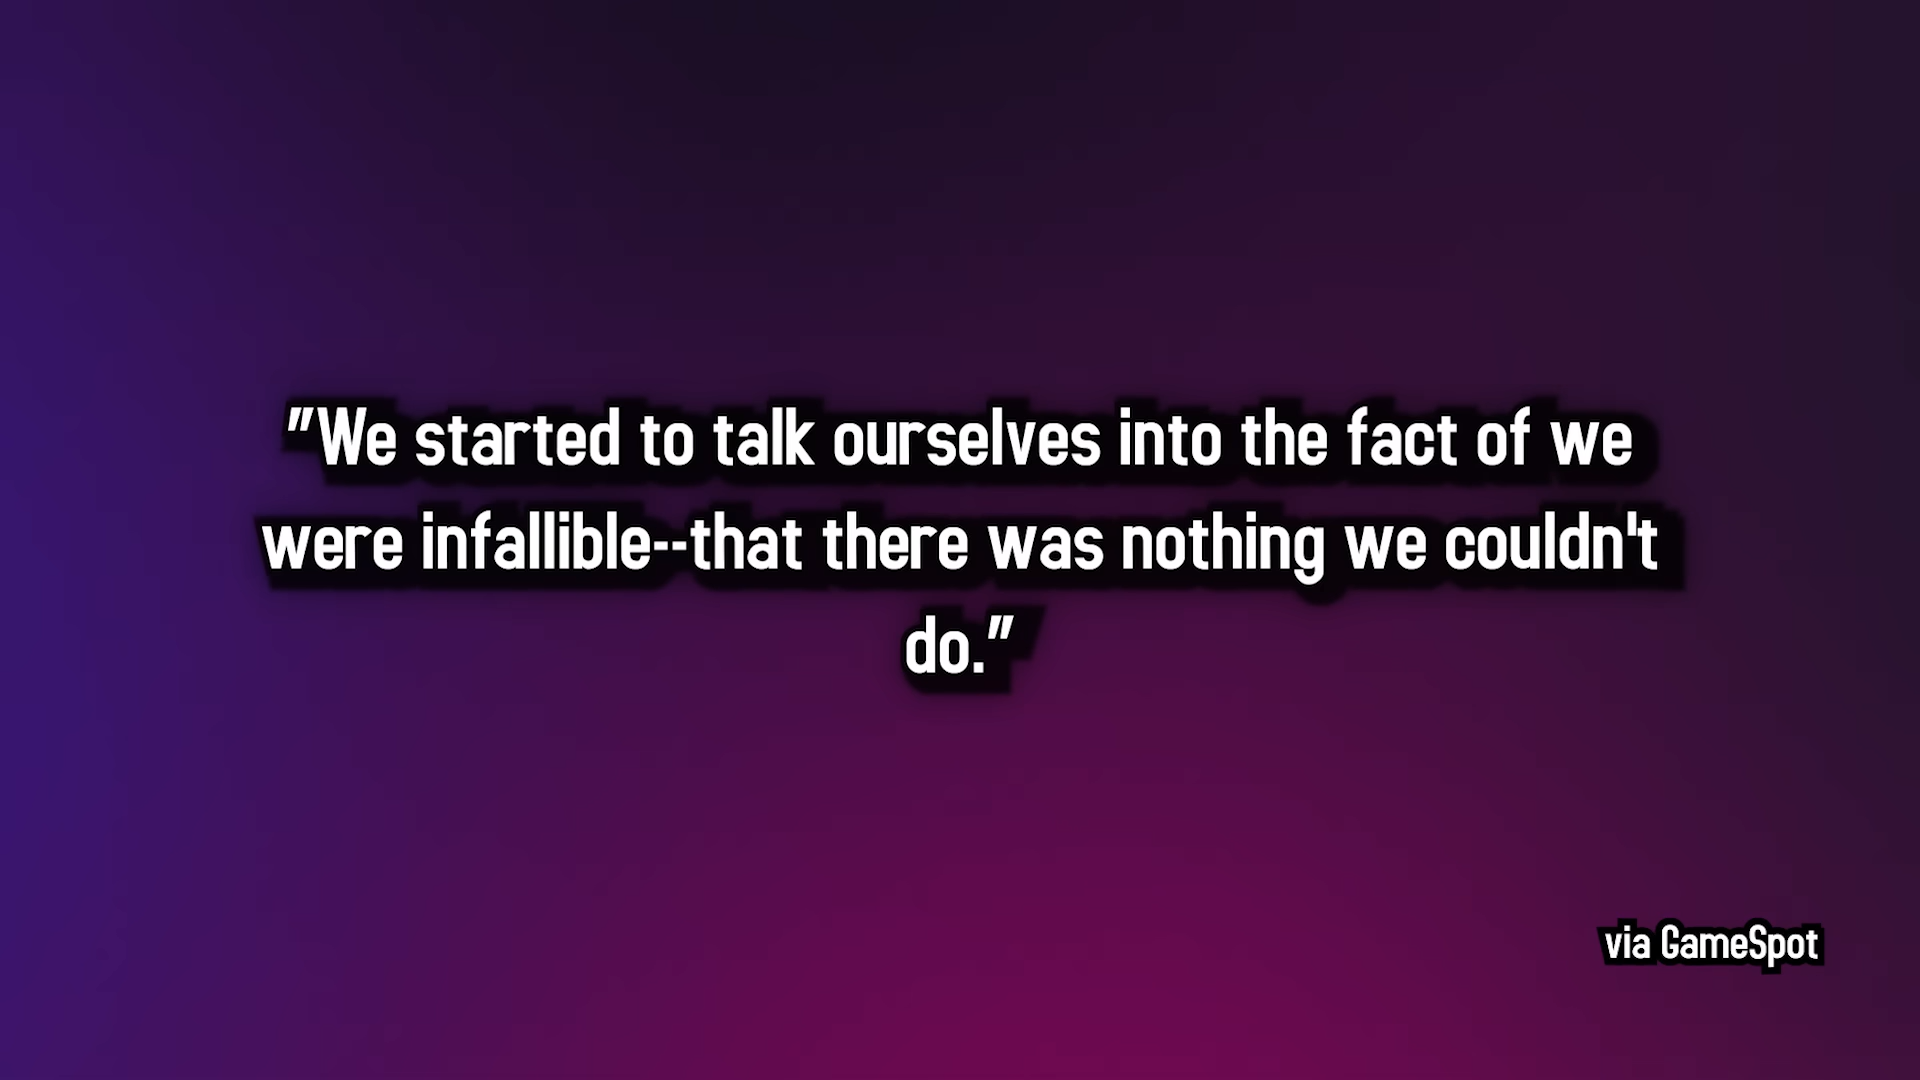 "We started to talk ourselves into the fact of we
were infallible--that there was nothing we couldn't
do."
via GameSpot